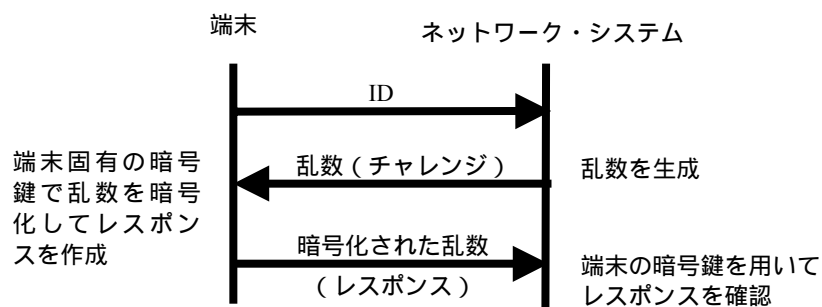 端末
ネットワーク・システム
ID
端末固有の暗号
鍵で乱数を暗号
化してレスポン
スを作成
乱数（チャレンジ）
乱数を生成
暗号化された乱数
（レスポンス）
端末の暗号鍵を用いて
レスポンスを確認